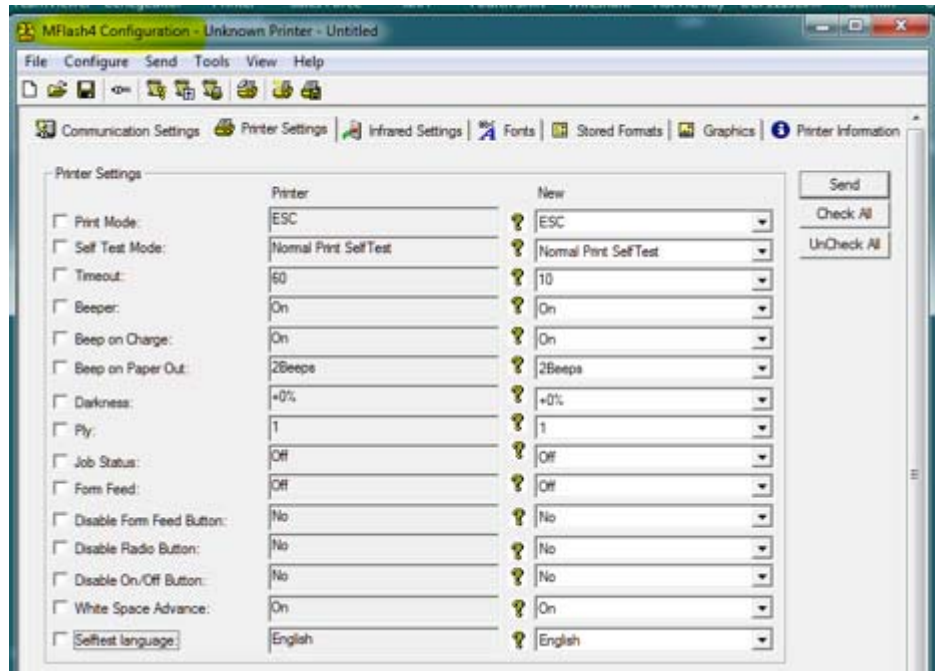 MFlash4 Configuration - Unknown Printer - Untitled
File Configure Send Tools View Help
Communication Settings Printer Settings Infrared Settings Fonts Stored Formats Graphics Printer Information
Printer Settings
Printer New
Send
Check All
UnCheck All
Print Mode: ESC ESC
Self Test Mode: Normal Print SelfTest Normal Print SelfTest
Timeout: 60 10
Beeper: On On
Beep on Charge: On On
Beep on Paper Out: 2Beeps 2Beeps
Darkness: +0% +0%
Ply: 1 1
Job Status: Off Off
Form Feed: Off Off
Disable Form Feed Button: No No
Disable Radio Button: No No
Disable On/Off Button: No No
White Space Advance: On On
Selftest language: English English